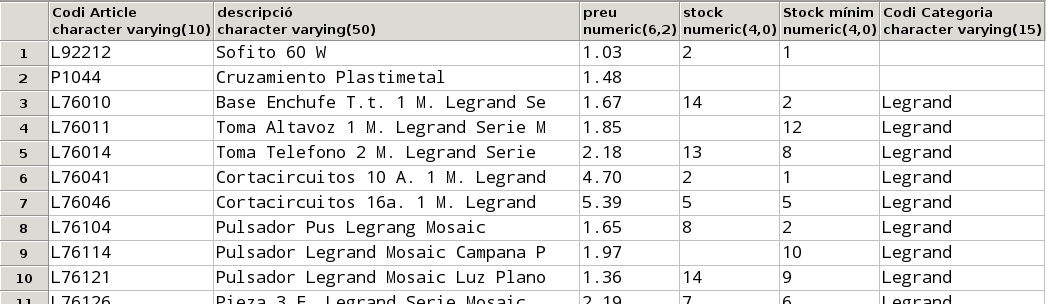 Codi Article descripció preu stock Stock mínim Codi Categoria
character varying(10) character varying(50) numeric(6,2) numeric(4,0) numeric(4,0) character varying(15)
1 L92212 Sofito 60 W 1.03 2 1
2 P1044 Cruzamiento Plastimetal 1.48
3 L76010 Base Enchufe T.t. 1 M. Legrand Se 1.67 14 2 Legrand
4 L76011 Toma Altavoz 1 M. Legrand Serie M 1.85 12 Legrand
5 L76014 Toma Telefono 2 M. Legrand Serie 2.18 13 8 Legrand
6 L76041 Cortacircuitos 10 A. 1 M. Legrand 4.70 2 1 Legrand
7 L76046 Cortacircuitos 16a. 1 M. Legrand 5.39 5 5 Legrand
8 L76104 Pulsador Pus Legrang Mosaic 1.65 8 2 Legrand
9 L76114 Pulsador Legrand Mosaic Campana P 1.97 10 Legrand
10 L76121 Pulsador Legrand Mosaic Luz Plano 1.36 14 9 Legrand
11 L76126 Pieza 3 E. Legrand Serie Mosaic 2.19 7 6 Legrand